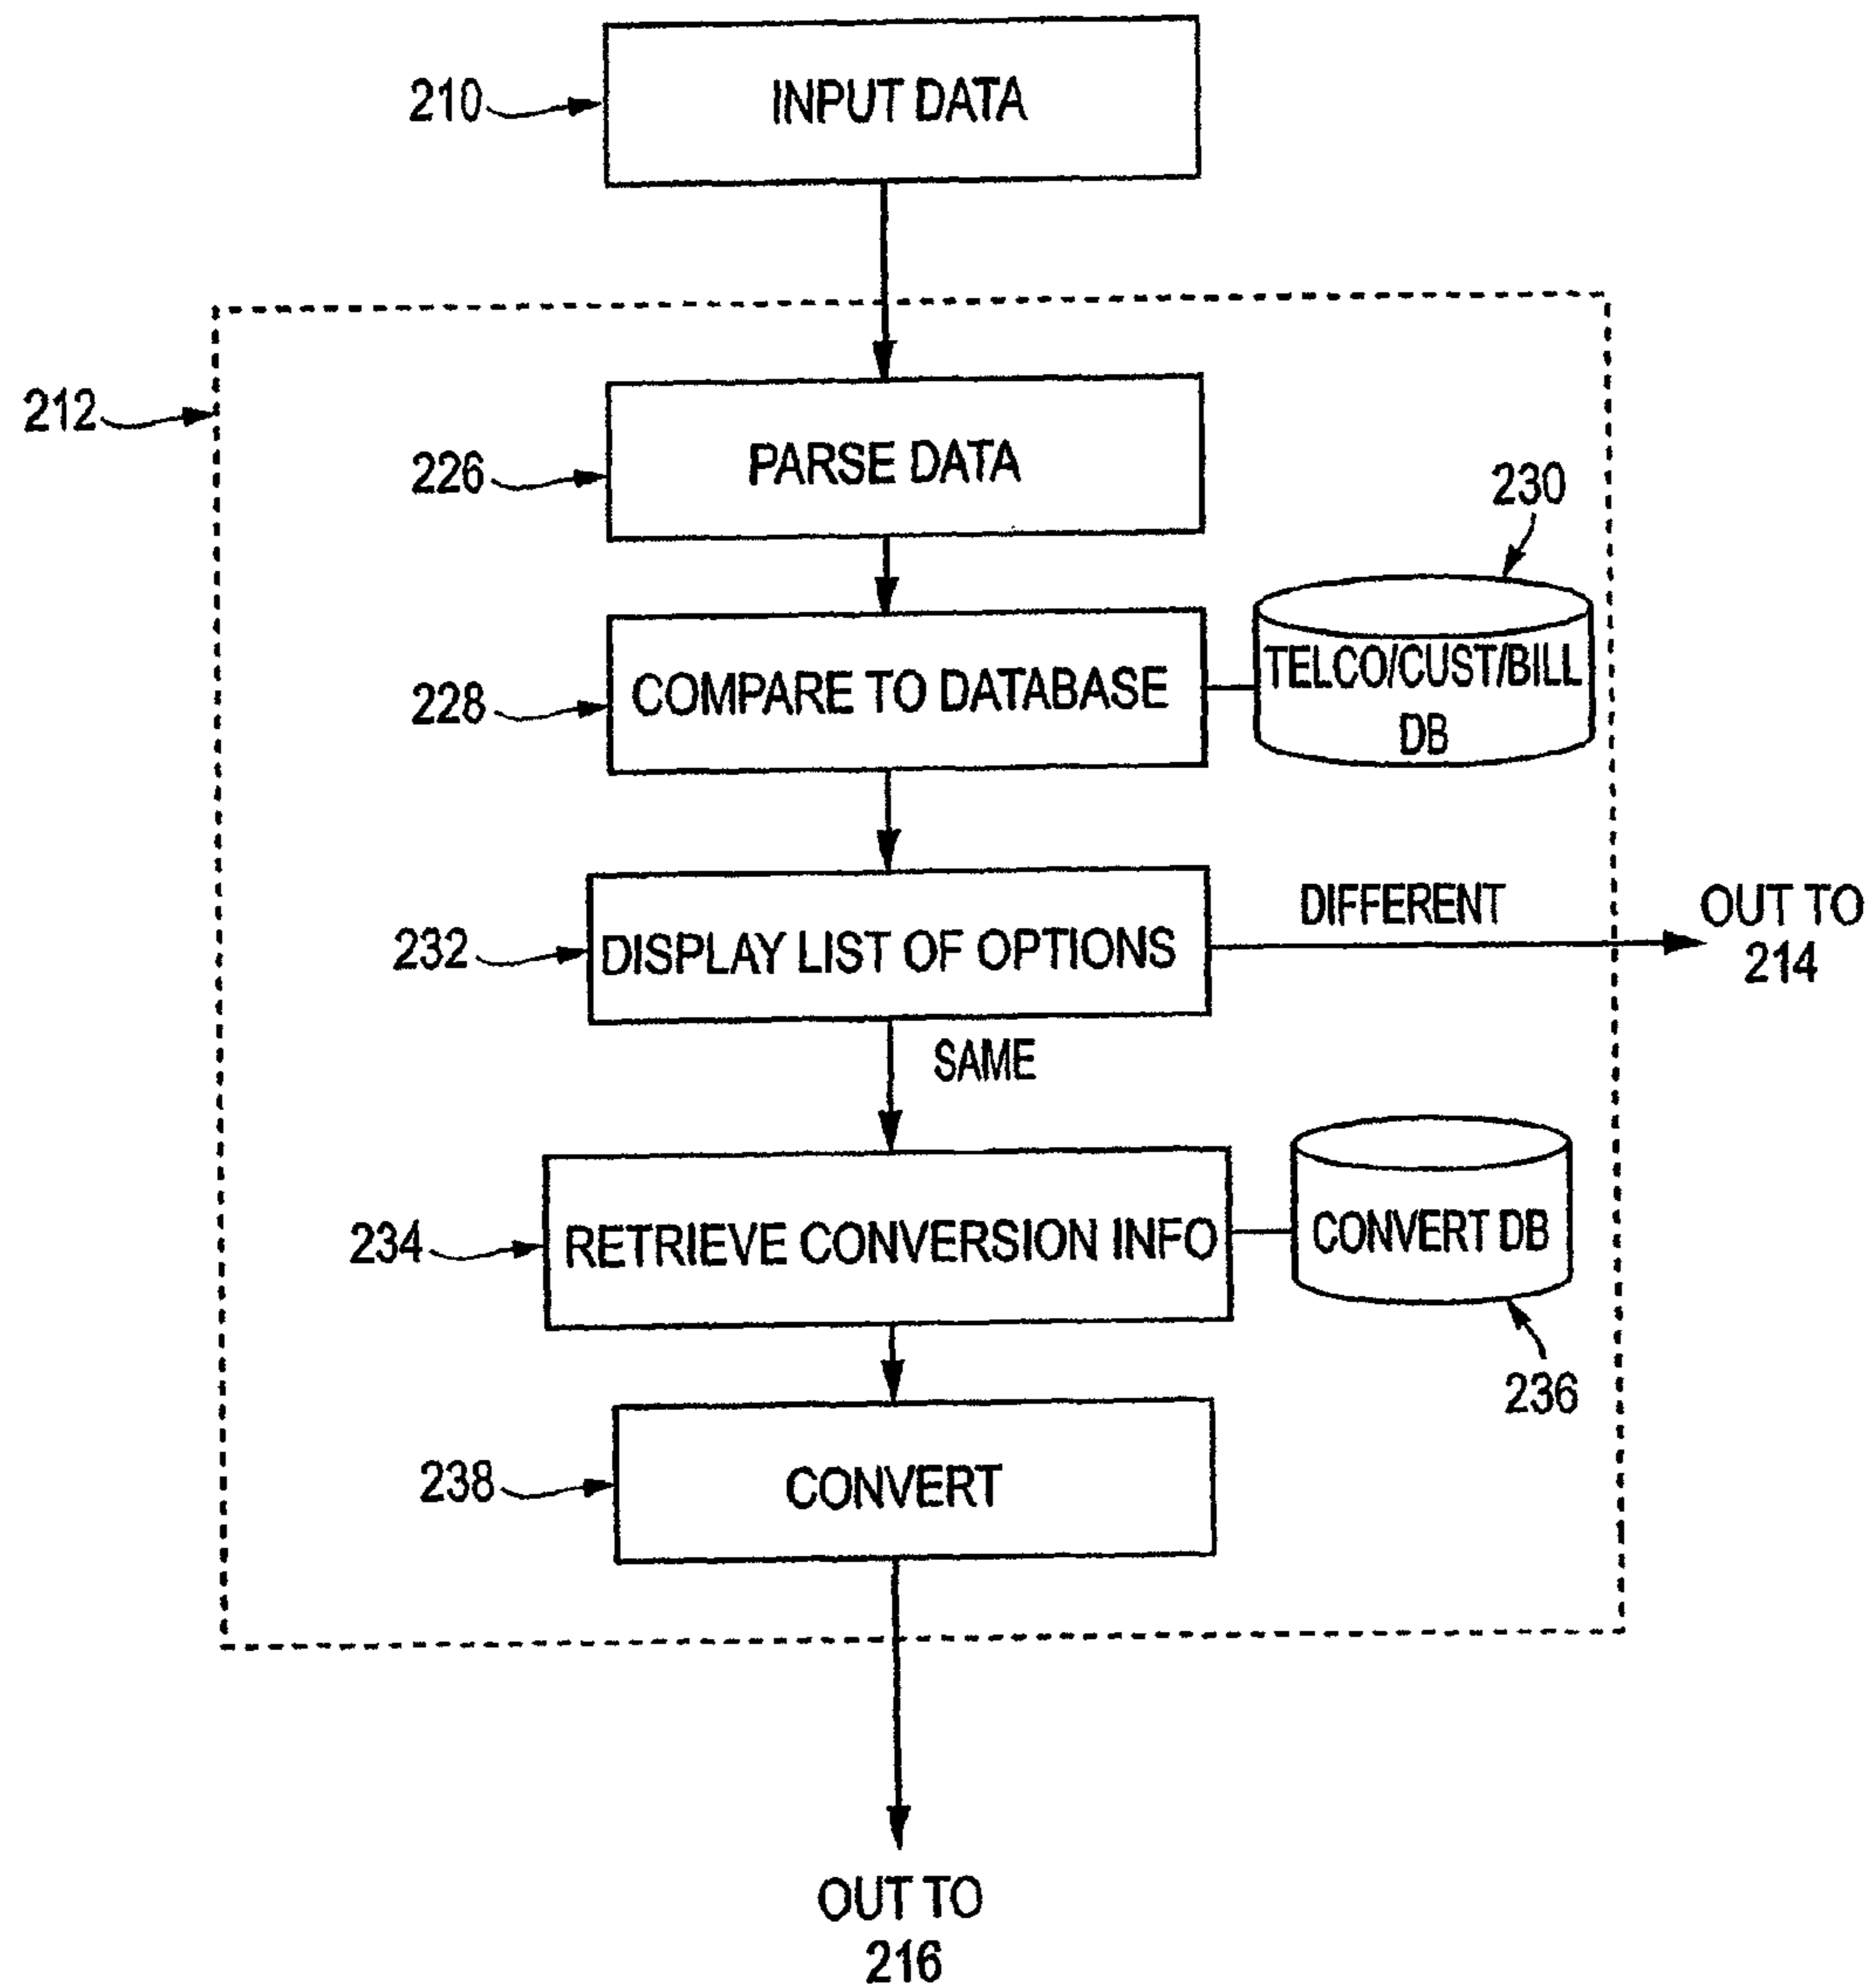 210
INPUT DATA
212
226
PARSE DATA
230
228
COMPARE TO DATABASE
TELCO/CUST/BILL
DB
232
DISPLAY LIST OF OPTIONS
DIFFERENT
OUT TO
214
SAME
234
RETRIEVE CONVERSION INFO
CONVERT DB
236
238
CONVERT
OUT TO
216